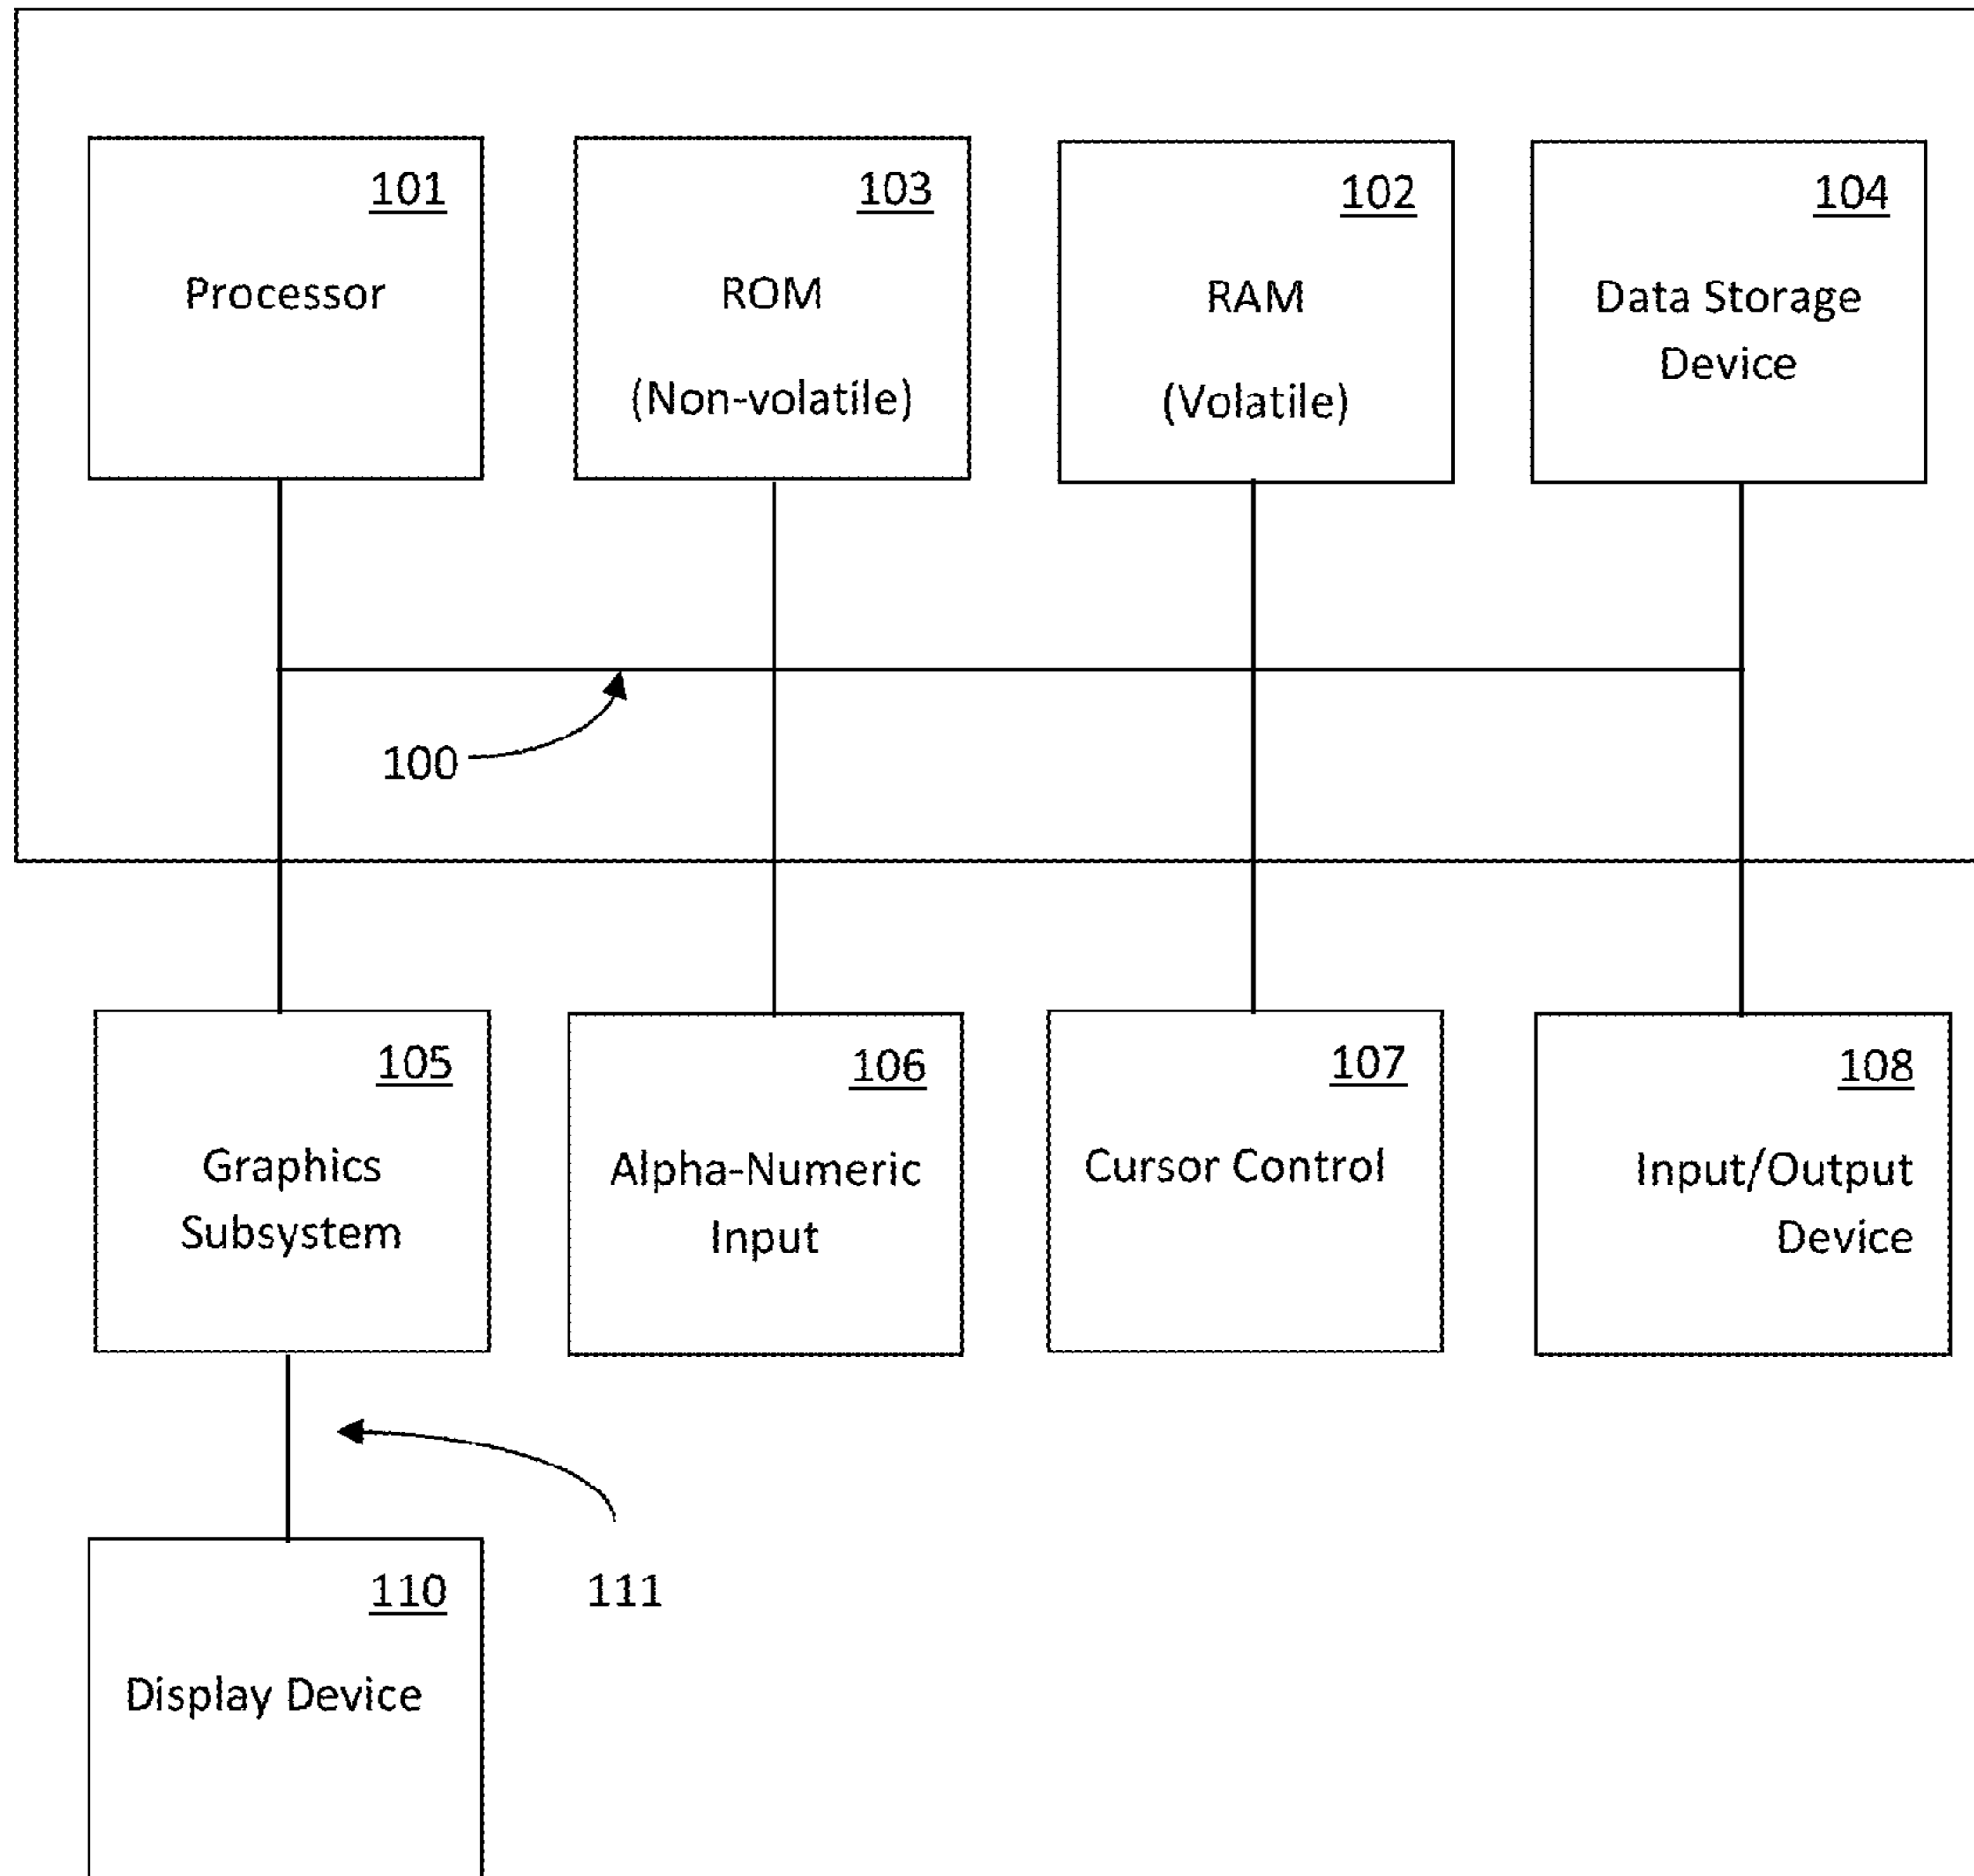 101
Processor
103
ROM
(Non-volatile)
102
RAM
(Volatile)
104
Data Storage
Device
100
105
Graphics
Subsystem
106
Alpha-Numeric
Input
107
Cursor Control
108
Input/Output
Device
111
110
Display Device